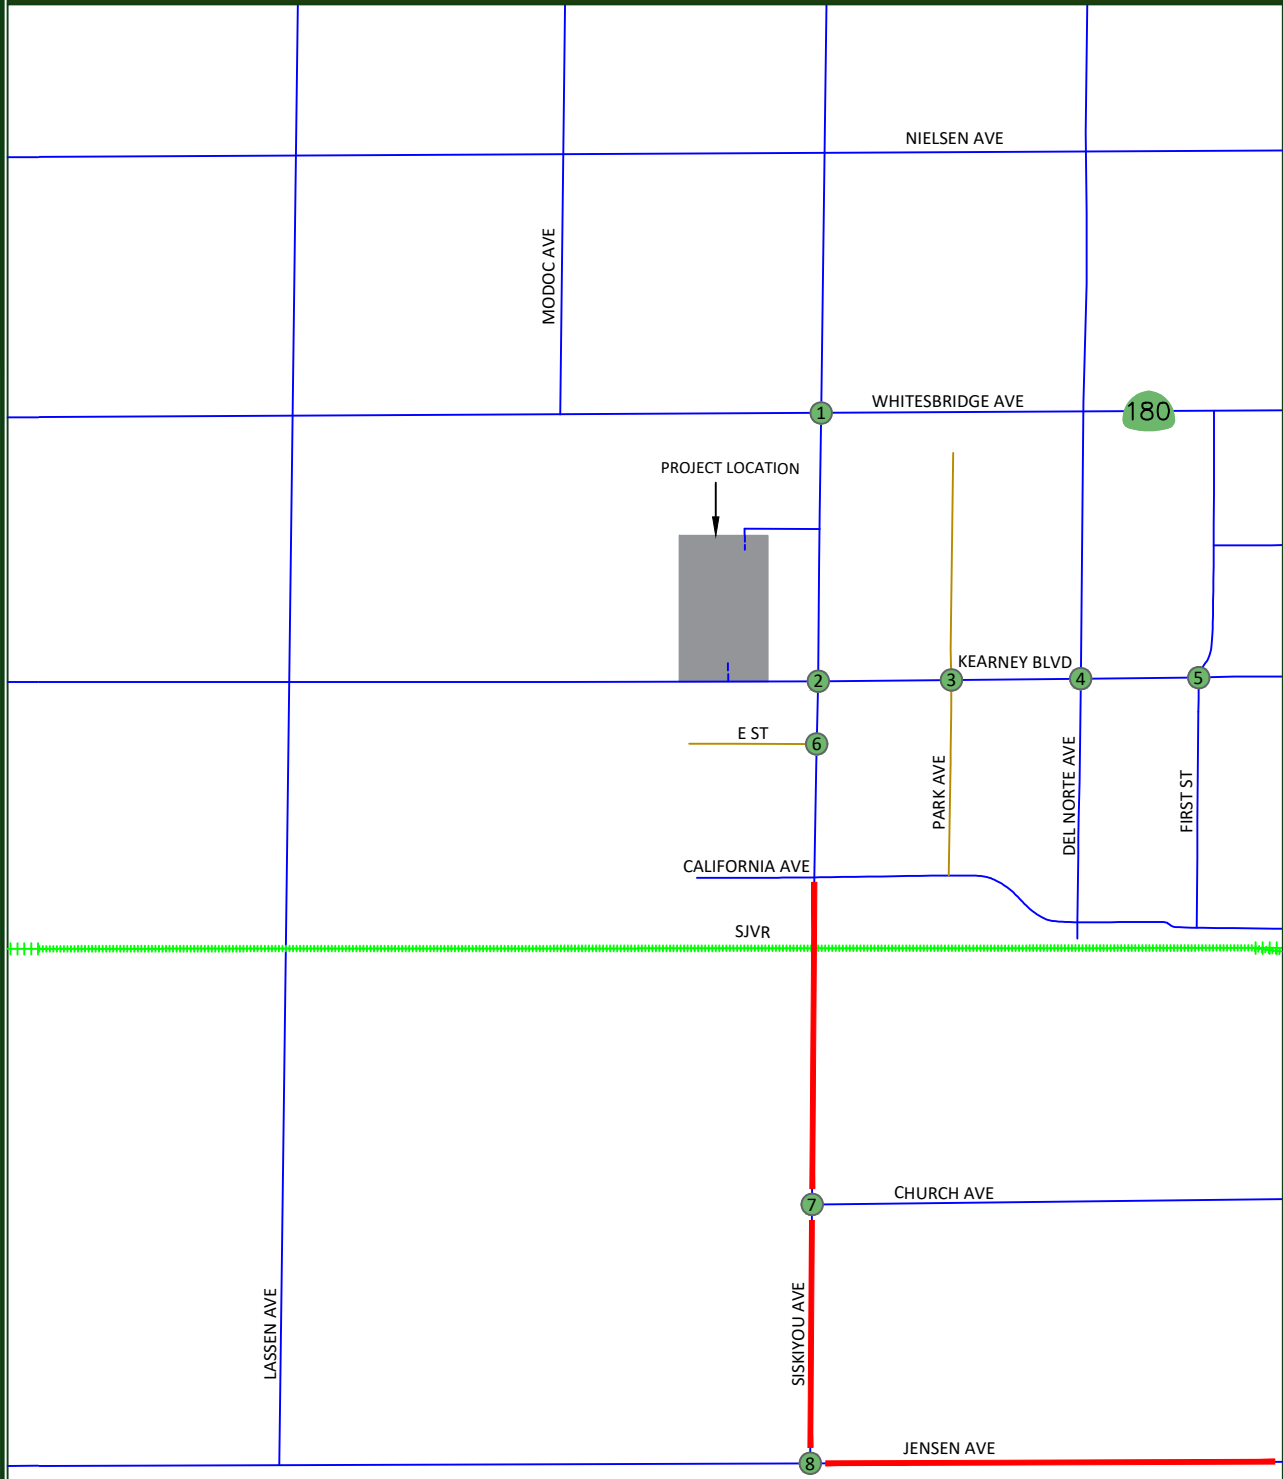 NIELSEN AVE
MODOC AVE
WHITESBRIDGE AVE
180
1
PROJECT LOCATION
KEARNEY BLVD
2
3
4
5
E ST
6
PARK AVE
DEL NORTE AVE
FIRST ST
CALIFORNIA AVE
SJVR
CHURCH AVE
7
LASSEN AVE
SISKIYOU AVE
JENSEN AVE
8